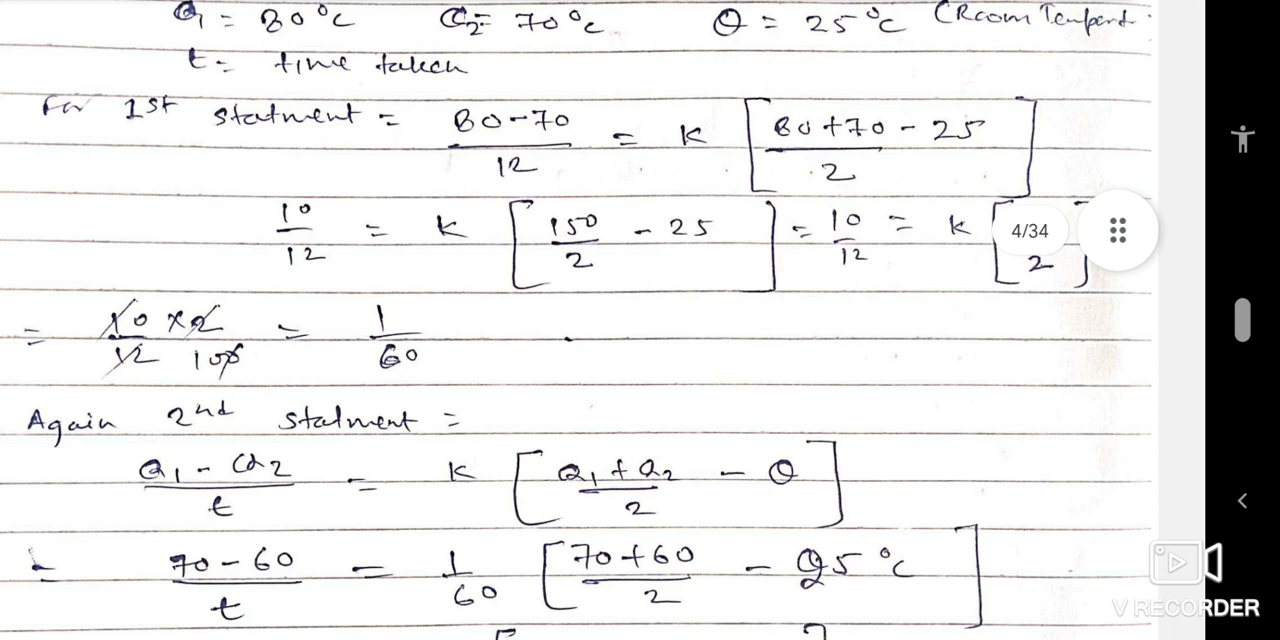 θ₁ = 80°C θ₂ = 70°C θ = 25°C (Room Tempert.
t = time taken
For 1st statment = 80-70/12 = K [80+70/2 - 25]
10/12 = K [150/2 - 25] = 10/12 = K [ /2]
4/34
= 10 × 2/12 100 = 1/60
Again 2nd statment =
θ₁ - θ₂/t = K [θ₁ + θ₂/2 - θ]
= 70-60/t = 1/60 [70+60/2 - 25°C]
V RECORDER